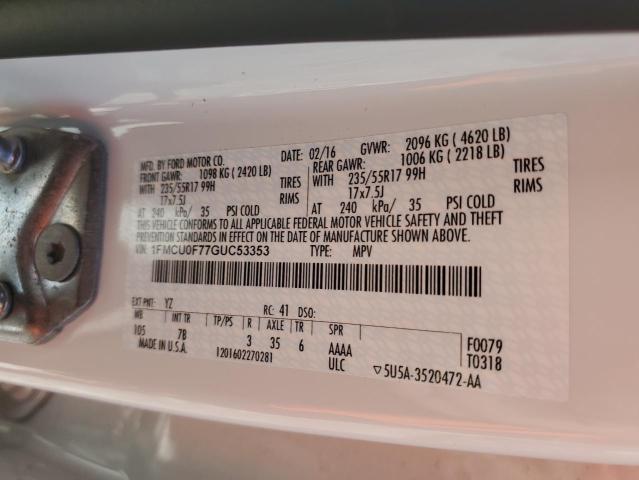 MFD. BY FORD MOTOR CO.
DATE: 02/16 GVWR: 2096 KG ( 4620 LB)
FRONT GAWR: 1098 KG ( 2420 LB) REAR GAWR: 1006 KG ( 2218 LB)
WITH 235/55R17 99H TIRES WITH 235/55R17 99H TIRES
17x7.5J RIMS 17x7.5J RIMS
AT 240 kPa/ 35 PSI COLD AT 240 kPa/ 35 PSI COLD
THIS VEHICLE CONFORMS TO ALL APPLICABLE FEDERAL MOTOR VEHICLE SAFETY AND THEFT
PREVENTION STANDARDS IN EFFECT ON THE DATE OF MANUFACTURE SHOWN ABOVE.
VIN: 1FMCU0F77GUC53353 TYPE: MPV
EXT PNT: YZ RC: 41 DSO:
WB INT TR TP/PS R AXLE TR SPR
105 7B 3 35 6 AAAA F0079
MADE IN U.S.A. 1201602270281 ULC T0318
▽5U5A-3520472-AA